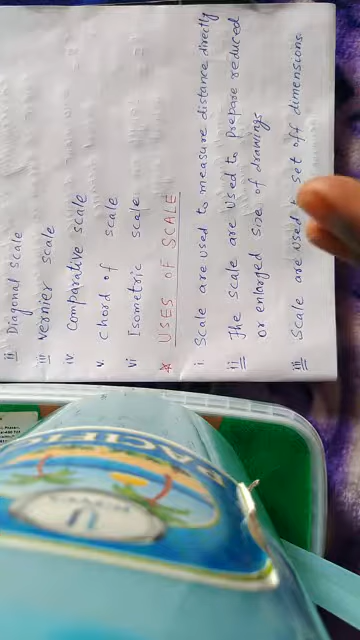 ii Diagonal scale
iii vernier scale
iv comparative scale
v. chord of scale
vi Isometric scale
* USES OF SCALE
i. Scale are used to measure distance directly
ii The scale are used to prepare reduced
or enlarged size of drawings
iii Scale are used set off dimensions.
PACIFIC